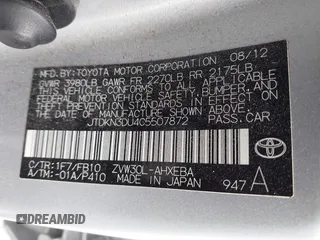 MFD. BY: TOYOTA MOTOR CORPORATION 08/12
GVWR 3980LB GAWR FR 2270LB RR 2175LB
THIS VEHICLE CONFORMS TO ALL APPLICABLE
FEDERAL MOTOR VEHICLE SAFETY, BUMPER, AND
THEFT PREVENTION STANDARDS IN EFFECT ON
THE DATE OF MANUFACTURE SHOWN ABOVE.
JTDKN3DU4C5507872 PASS. CAR
C/TR: 1F7/FB10 ZVW30L-AHXEBA
A/TM: -01A/P410 MADE IN JAPAN 947 A
TOYOTA
DEALER